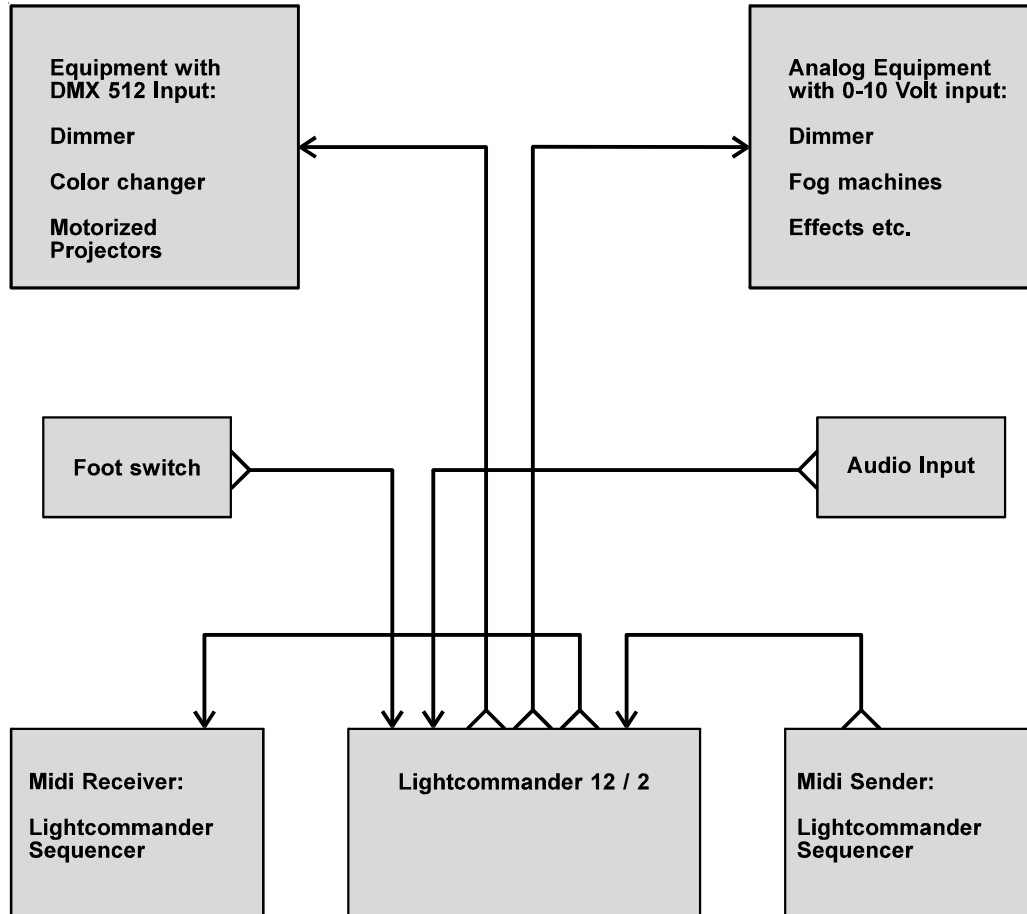 Equipment with
DMX 512 Input:
Dimmer
Color changer
Motorized
Projectors
Analog Equipment
with 0-10 Volt input:
Dimmer
Fog machines
Effects etc.
Foot switch
Audio Input
Midi Receiver:
Lightcommander
Sequencer
Lightcommander 12 / 2
Midi Sender:
Lightcommander
Sequencer